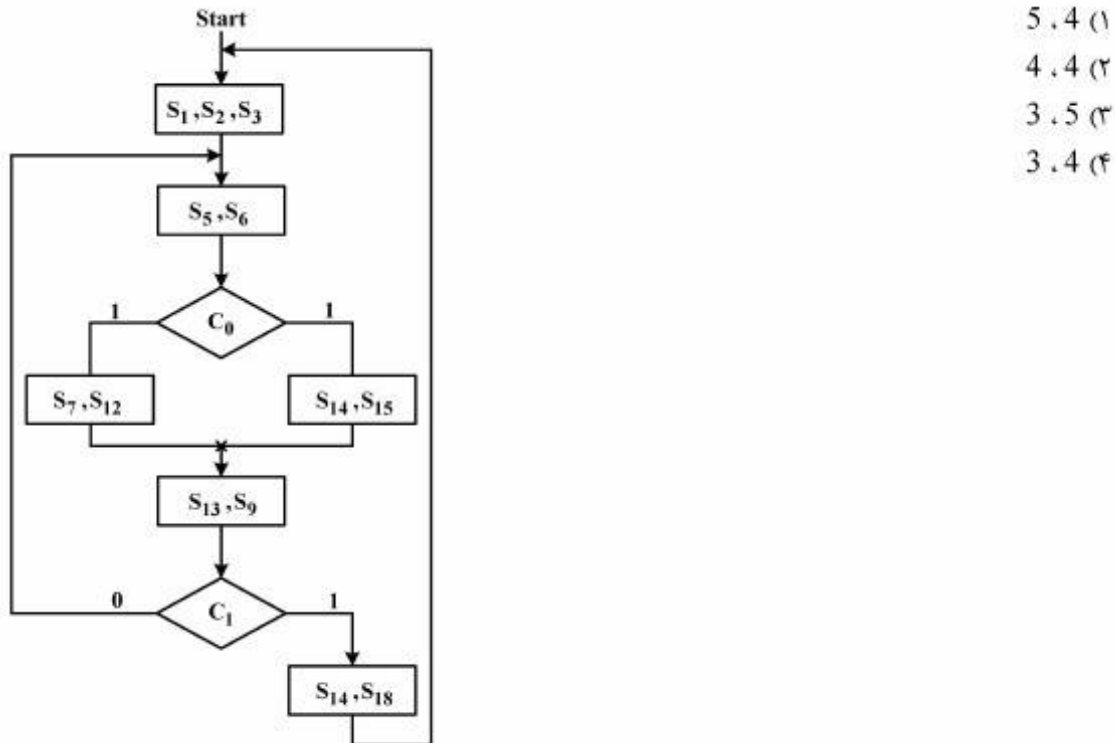 Start
S1,S2,S3
S5,S6
1
C0
1
S7,S12
S14,S15
S13,S9
0
C1
1
S14,S18
۱) 5 ، 4
۲) 4 ، 4
۳) 3 ، 5
۴) 3 ، 4